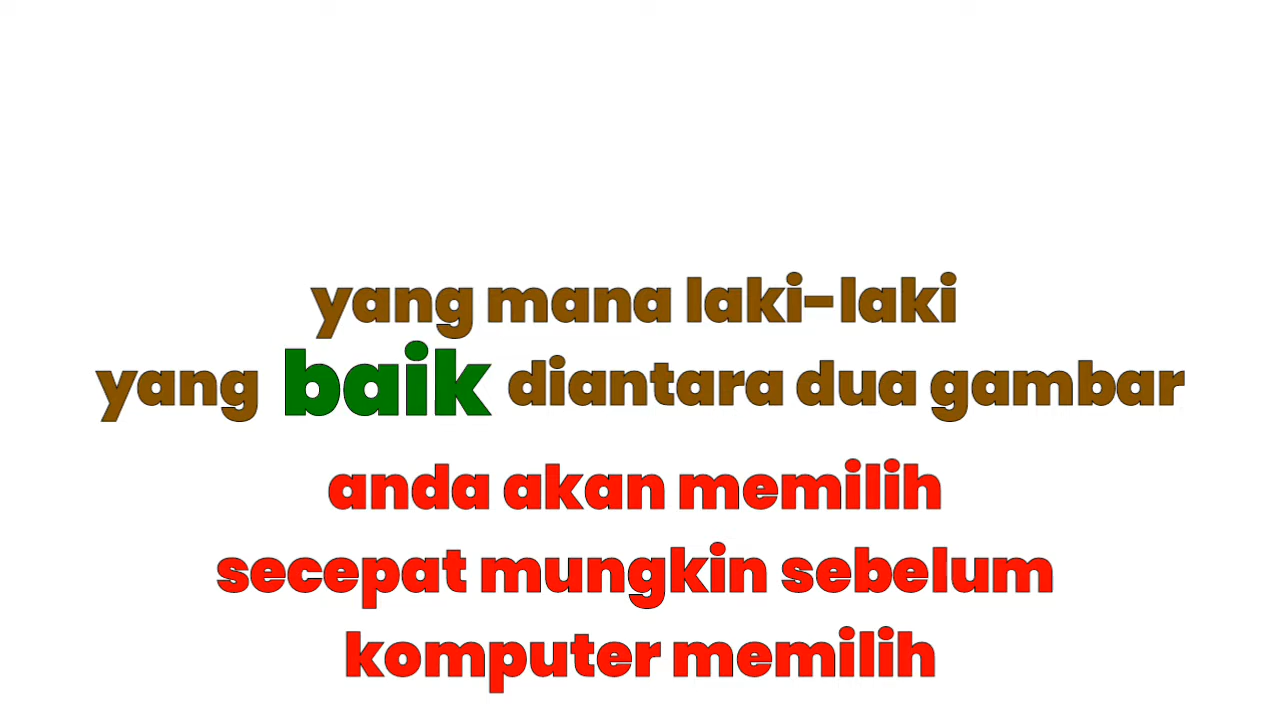 yang mana laki-laki
yang baik diantara dua gambar
anda akan memilih
secepat mungkin sebelum
komputer memilih